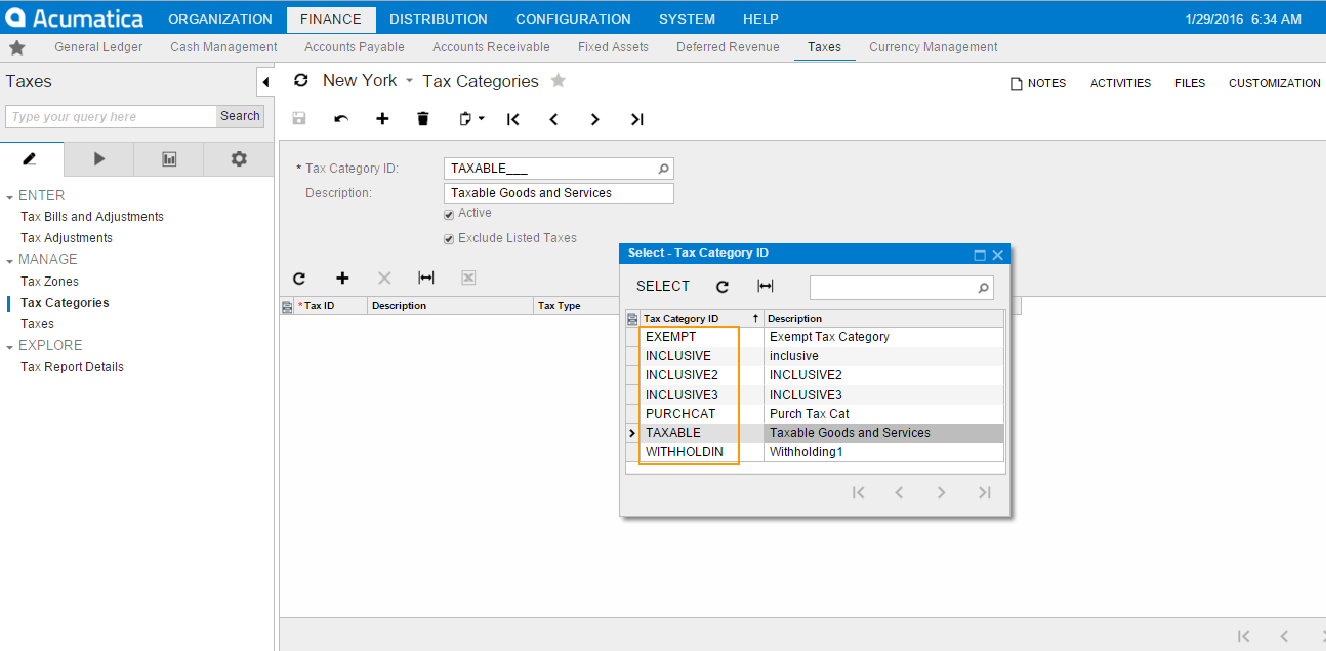 Acumatica ORGANIZATION FINANCE DISTRIBUTION CONFIGURATION SYSTEM HELP 1/29/2016 6:34 AM
General Ledger Cash Management Accounts Payable Accounts Receivable Fixed Assets Deferred Revenue Taxes Currency Management
Taxes
New York Tax Categories
NOTES ACTIVITIES FILES CUSTOMIZATION
Type your query here Search
ENTER
Tax Bills and Adjustments
Tax Adjustments
MANAGE
Tax Zones
Tax Categories
Taxes
EXPLORE
Tax Report Details
* Tax Category ID: TAXABLE___
Description: Taxable Goods and Services
Active
Exclude Listed Taxes
* Tax ID Description Tax Type
Select - Tax Category ID
SELECT
Tax Category ID Description
EXEMPT Exempt Tax Category
INCLUSIVE inclusive
INCLUSIVE2 INCLUSIVE2
INCLUSIVE3 INCLUSIVE3
PURCHCAT Purch Tax Cat
TAXABLE Taxable Goods and Services
WITHHOLDIN Withholding1